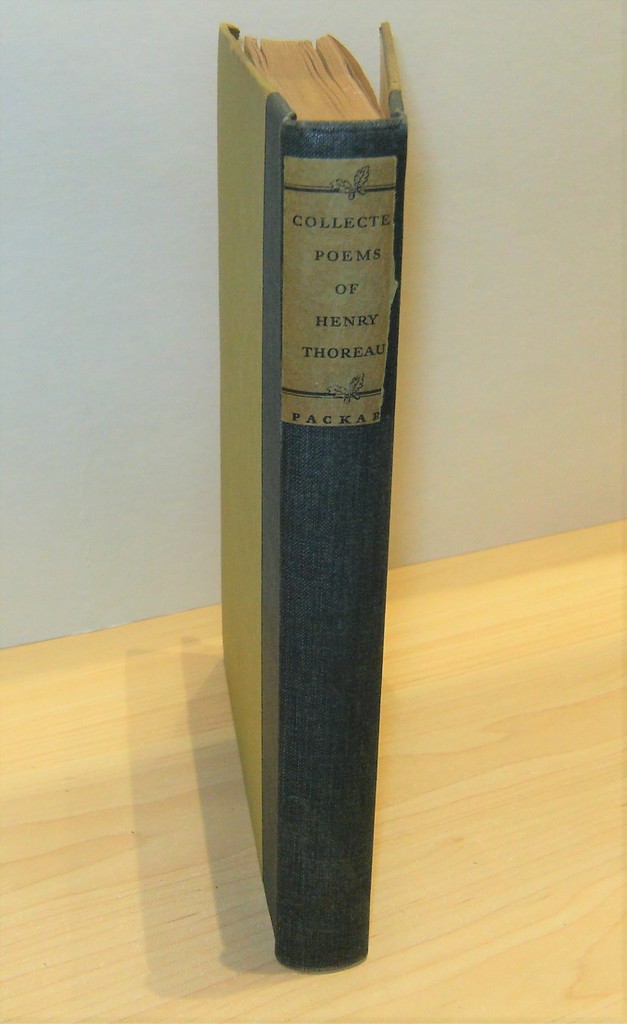 COLLECTE
POEMS
OF
HENRY
THOREAU
PACKAR